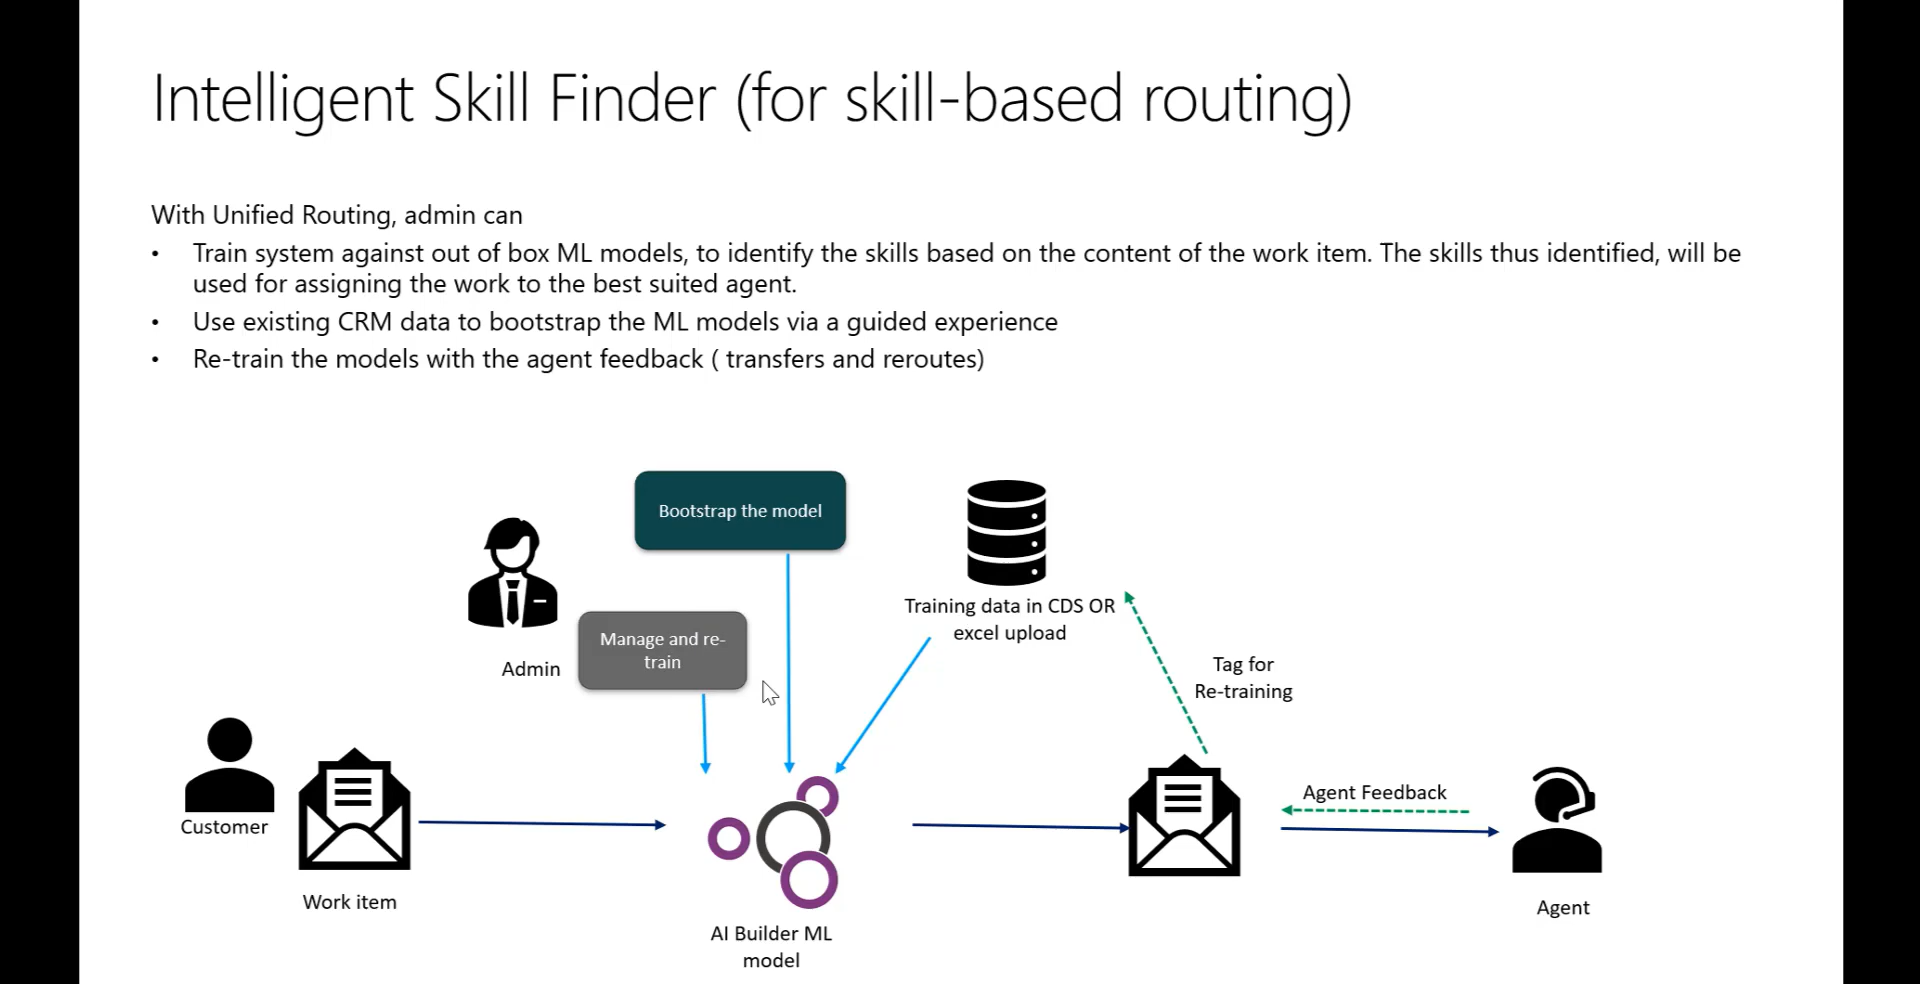 Intelligent Skill Finder (for skill-based routing)
With Unified Routing, admin can
• Train system against out of box ML models, to identify the skills based on the content of the work item. The skills thus identified, will be
used for assigning the work to the best suited agent.
• Use existing CRM data to bootstrap the ML models via a guided experience
• Re-train the models with the agent feedback ( transfers and reroutes)
Bootstrap the model
Training data in CDS OR
excel upload
Manage and re-
train
Admin
Tag for
Re-training
Customer
Agent Feedback
Work item
AI Builder ML
model
Agent